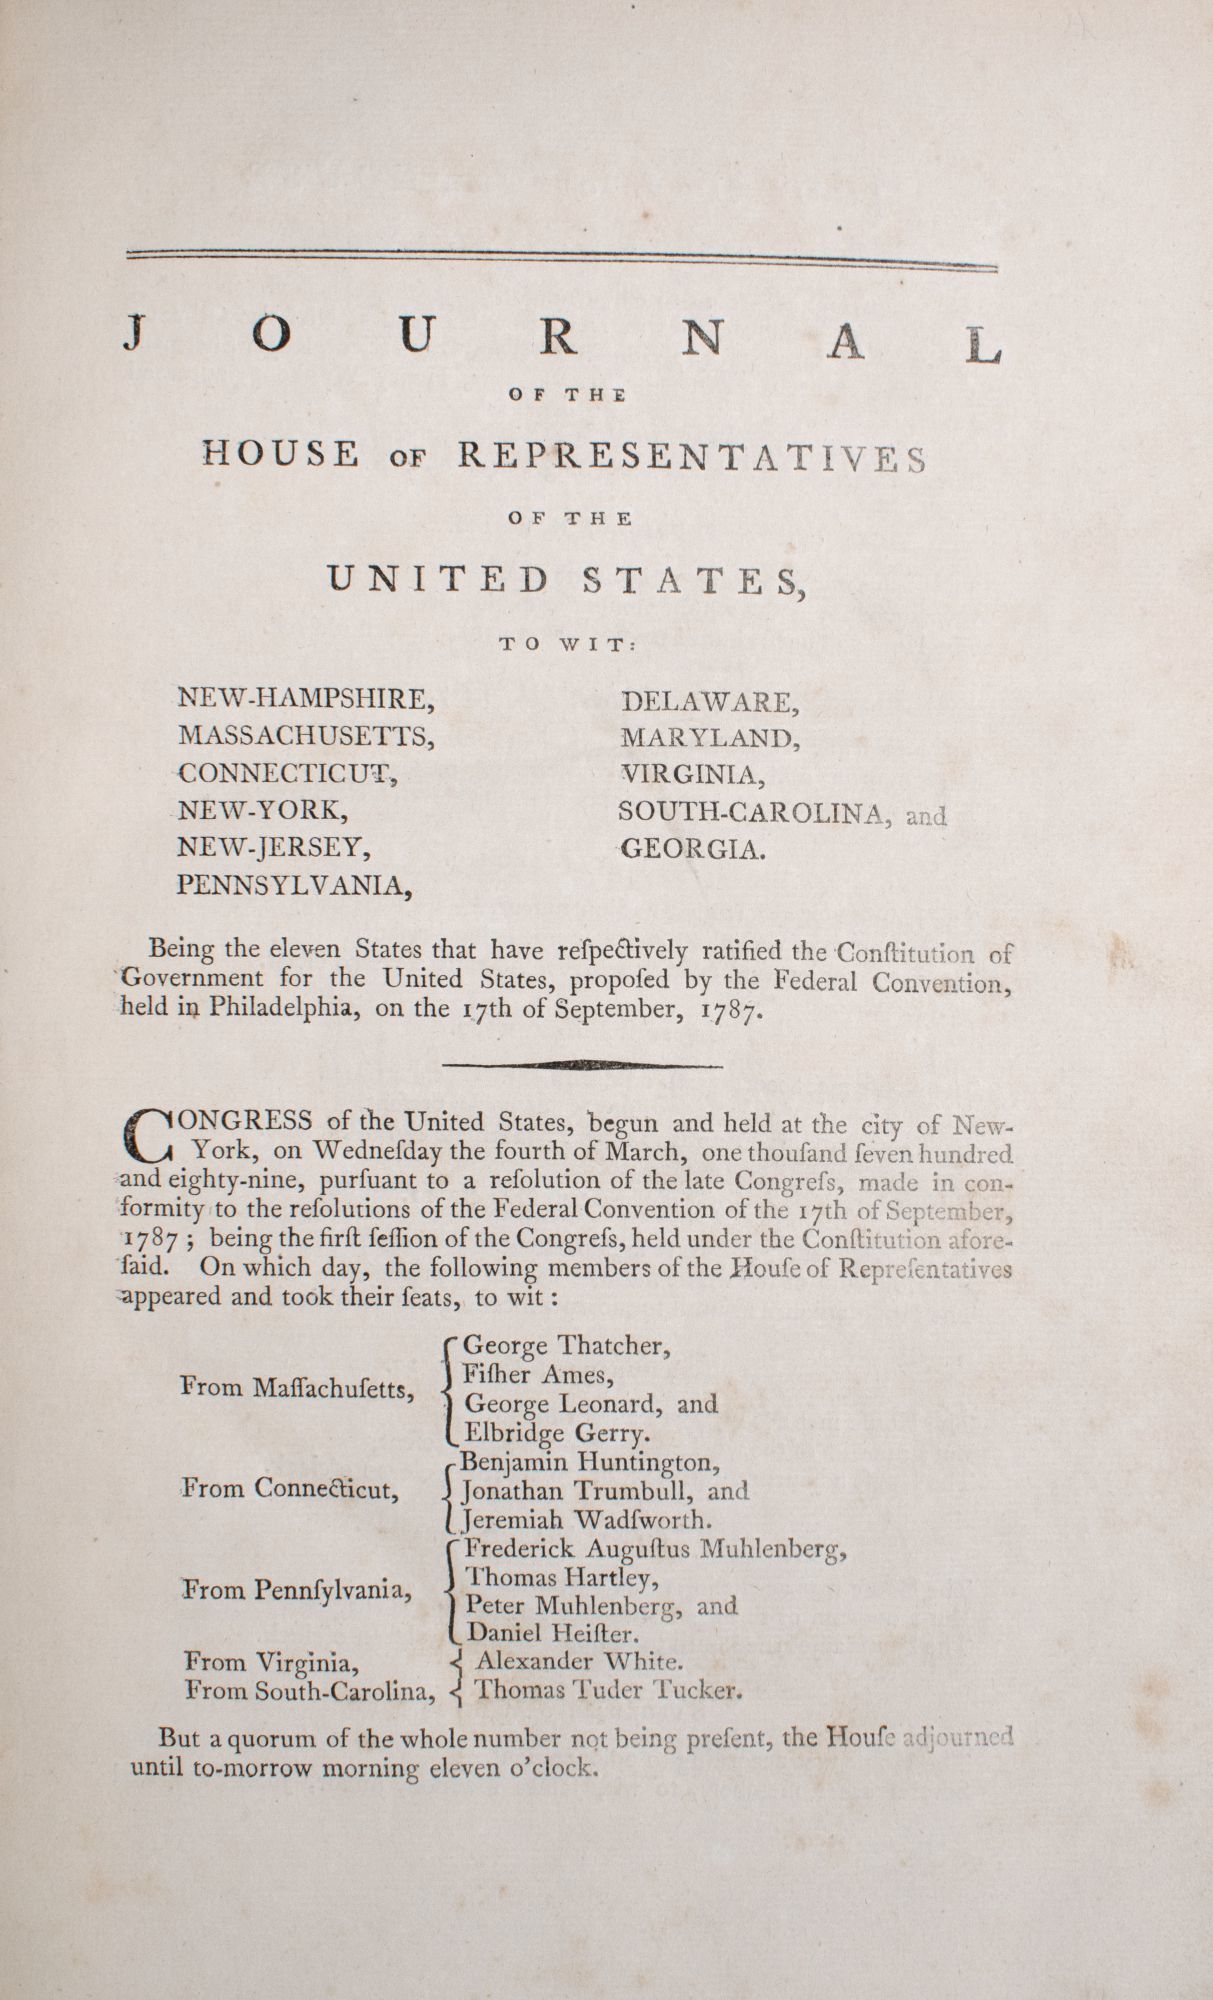 JOURNAL
OF THE
HOUSE OF REPRESENTATIVES
OF THE
UNITED STATES,
TO WIT:
NEW-HAMPSHIRE,
MASSACHUSETTS,
CONNECTICUT,
NEW-YORK,
NEW-JERSEY,
PENNSYLVANIA,
DELAWARE,
MARYLAND,
VIRGINIA,
SOUTH-CAROLINA, and
GEORGIA.
Being the eleven States that have reſpectively ratified the Conſtitution of
Government for the United States, propoſed by the Federal Convention,
held in Philadelphia, on the 17th of September, 1787.
CONGRESS of the United States, begun and held at the city of New-
York, on Wedneſday the fourth of March, one thouſand ſeven hundred
and eighty-nine, purſuant to a reſolution of the late Congreſs, made in con-
formity to the reſolutions of the Federal Convention of the 17th of September,
1787 ; being the firſt ſeſſion of the Congreſs, held under the Conſtitution afore-
ſaid. On which day, the following members of the Houſe of Repreſentatives
appeared and took their ſeats, to wit :
From Maſſachuſetts,
George Thatcher,
Fiſher Ames,
George Leonard, and
Elbridge Gerry.
From Connecticut,
Benjamin Huntington,
Jonathan Trumbull, and
Jeremiah Wadſworth.
From Pennſylvania,
Frederick Auguſtus Muhlenberg,
Thomas Hartley,
Peter Muhlenberg, and
Daniel Heiſter.
From Virginia, Alexander White.
From South-Carolina, Thomas Tuder Tucker.
But a quorum of the whole number not being preſent, the Houſe adjourned
until to-morrow morning eleven o'clock.